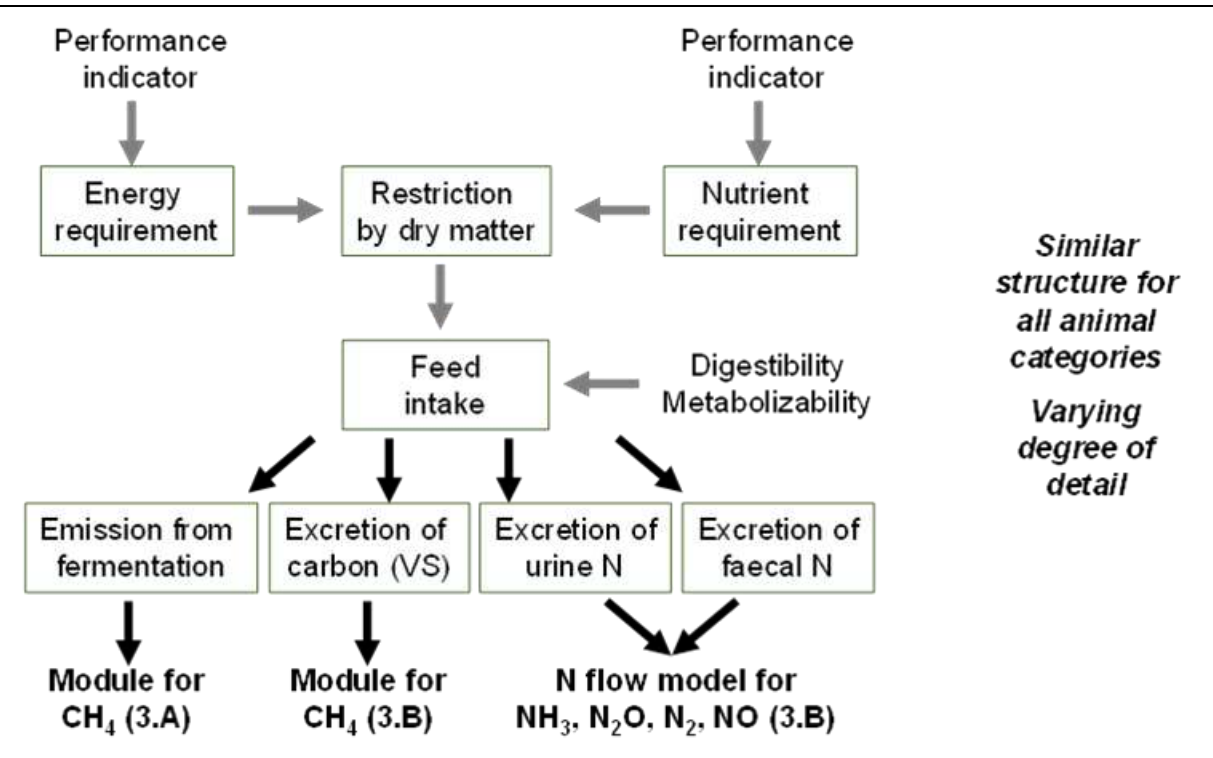 Performance
indicator
Performance
indicator
Energy
requirement
Restriction
by dry matter
Nutrient
requirement
Similar
structure for
all animal
categories
Varying
degree of
detail
Feed
intake
Digestibility
Metabolizability
Emission from
fermentation
Excretion of
carbon (VS)
Excretion of
urine N
Excretion of
faecal N
Module for
CH₄ (3.A)
Module for
CH₄ (3.B)
N flow model for
NH₃, N₂O, N₂, NO (3.B)